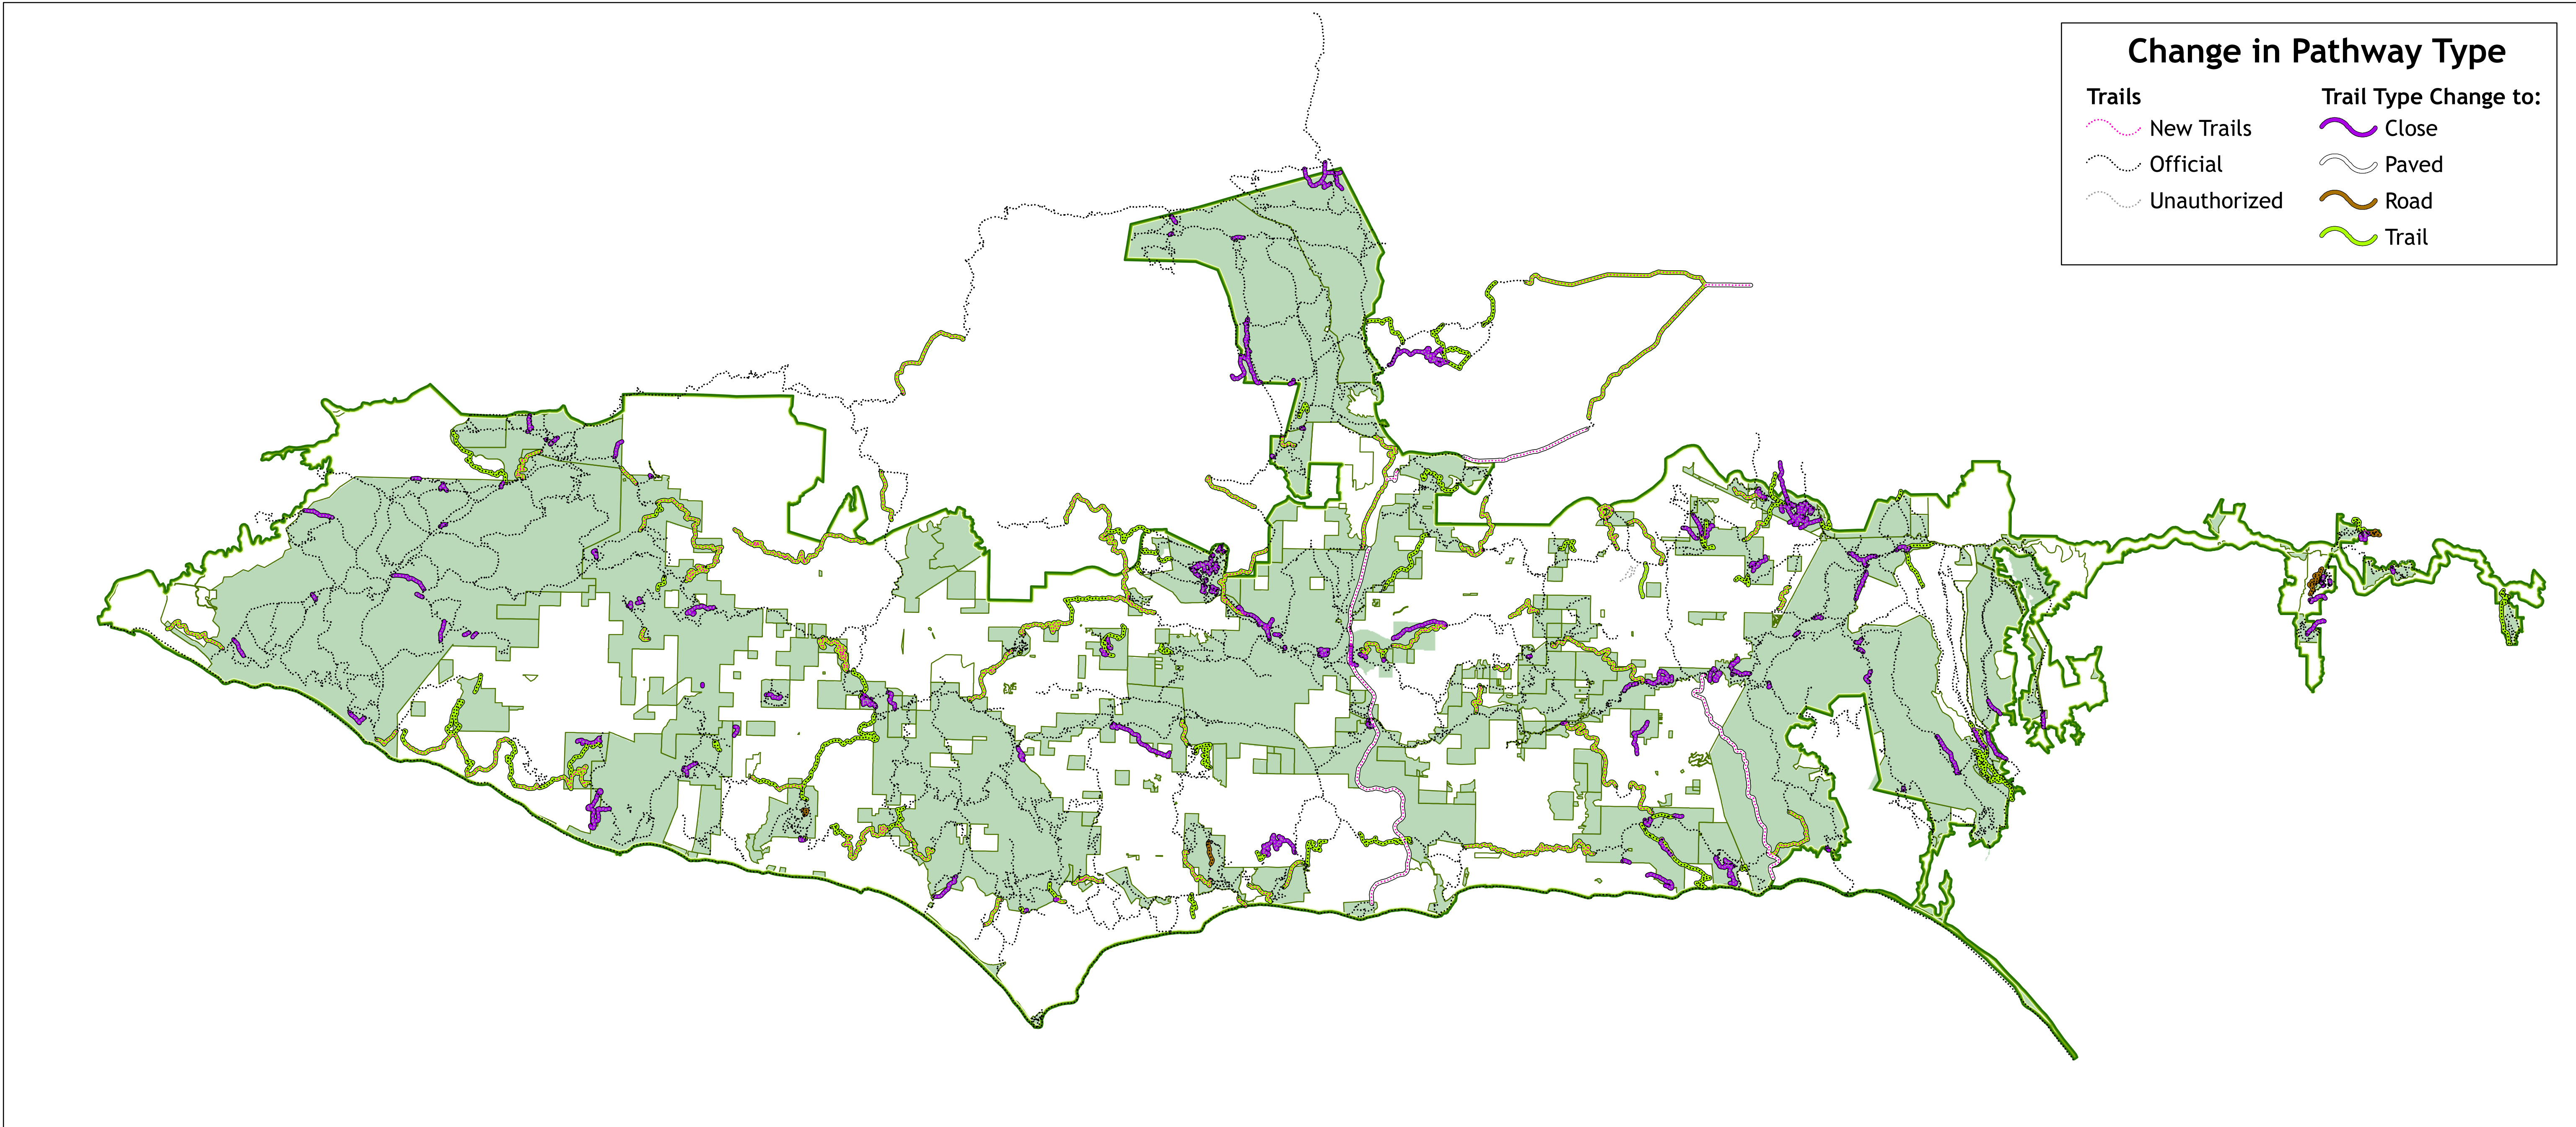 Change in Pathway Type
Trails
New Trails
Official
Unauthorized
Trail Type Change to:
Close
Paved
Road
Trail